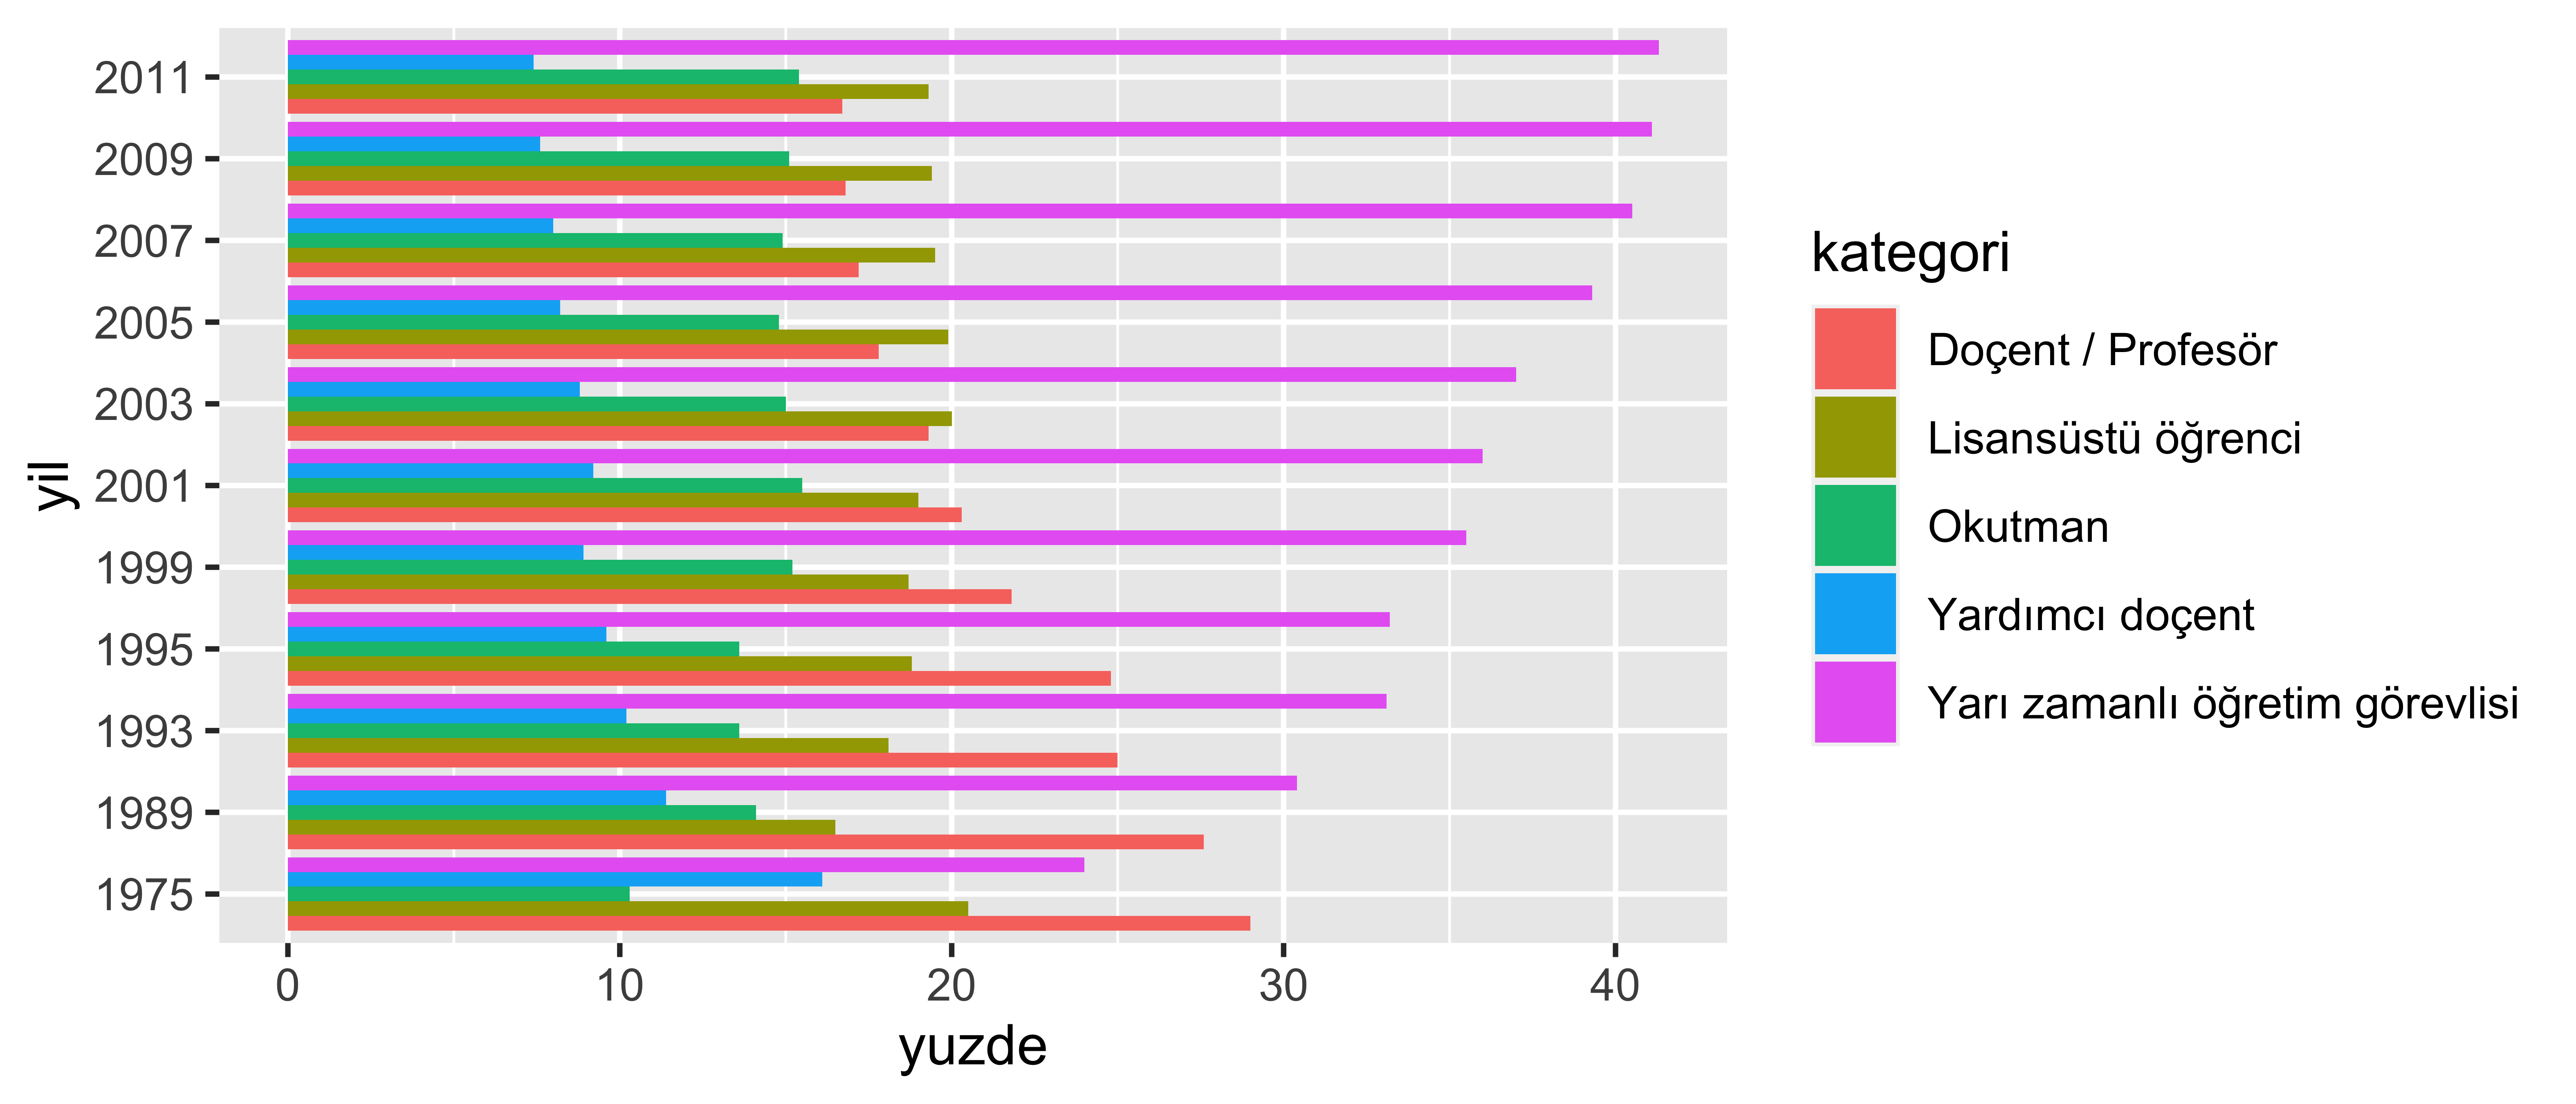 2011
2009
2007
2005
2003
2001
1999
1995
1993
1989
1975
yil
0 10 20 30 40
yuzde
kategori
Doçent / Profesör
Lisansüstü öğrenci
Okutman
Yardımcı doçent
Yarı zamanlı öğretim görevlisi